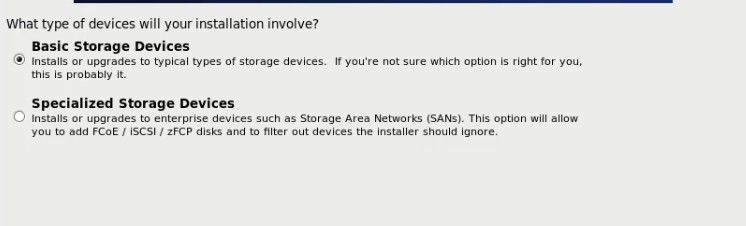 What type of devices will your installation involve?
Basic Storage Devices
Installs or upgrades to typical types of storage devices.  If you're not sure which option is right for you,
this is probably it.
Specialized Storage Devices
Installs or upgrades to enterprise devices such as Storage Area Networks (SANs). This option will allow
you to add FCoE / iSCSI / zFCP disks and to filter out devices the installer should ignore.